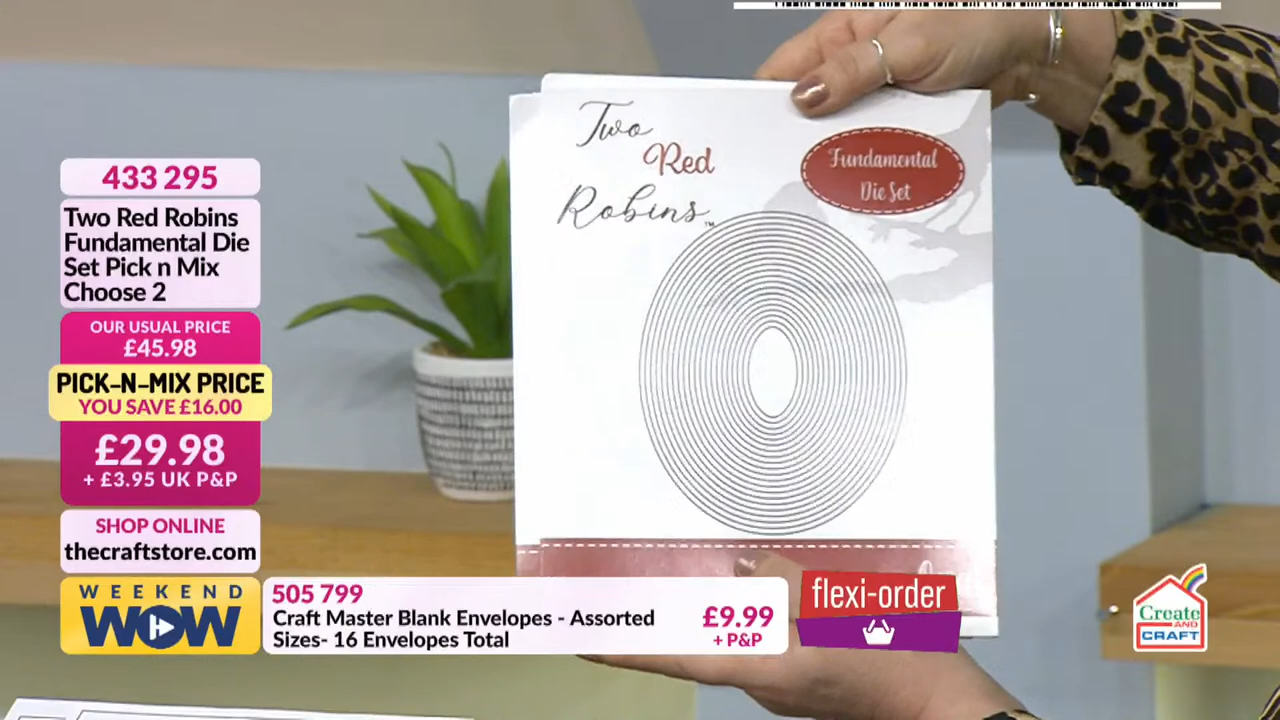 433 295
Two Red Robins
Fundamental Die
Set Pick n Mix
Choose 2
OUR USUAL PRICE
£45.98
PICK-N-MIX PRICE
YOU SAVE £16.00
£29.98
+ £3.95 UK P&P
SHOP ONLINE
thecraftstore.com
WEEKEND
WOW
505 799
Craft Master Blank Envelopes - Assorted
Sizes- 16 Envelopes Total
£9.99
+ P&P
flexi-order
Create
AND
CRAFT
Two
Red
Robins™
Fundamental
Die Set